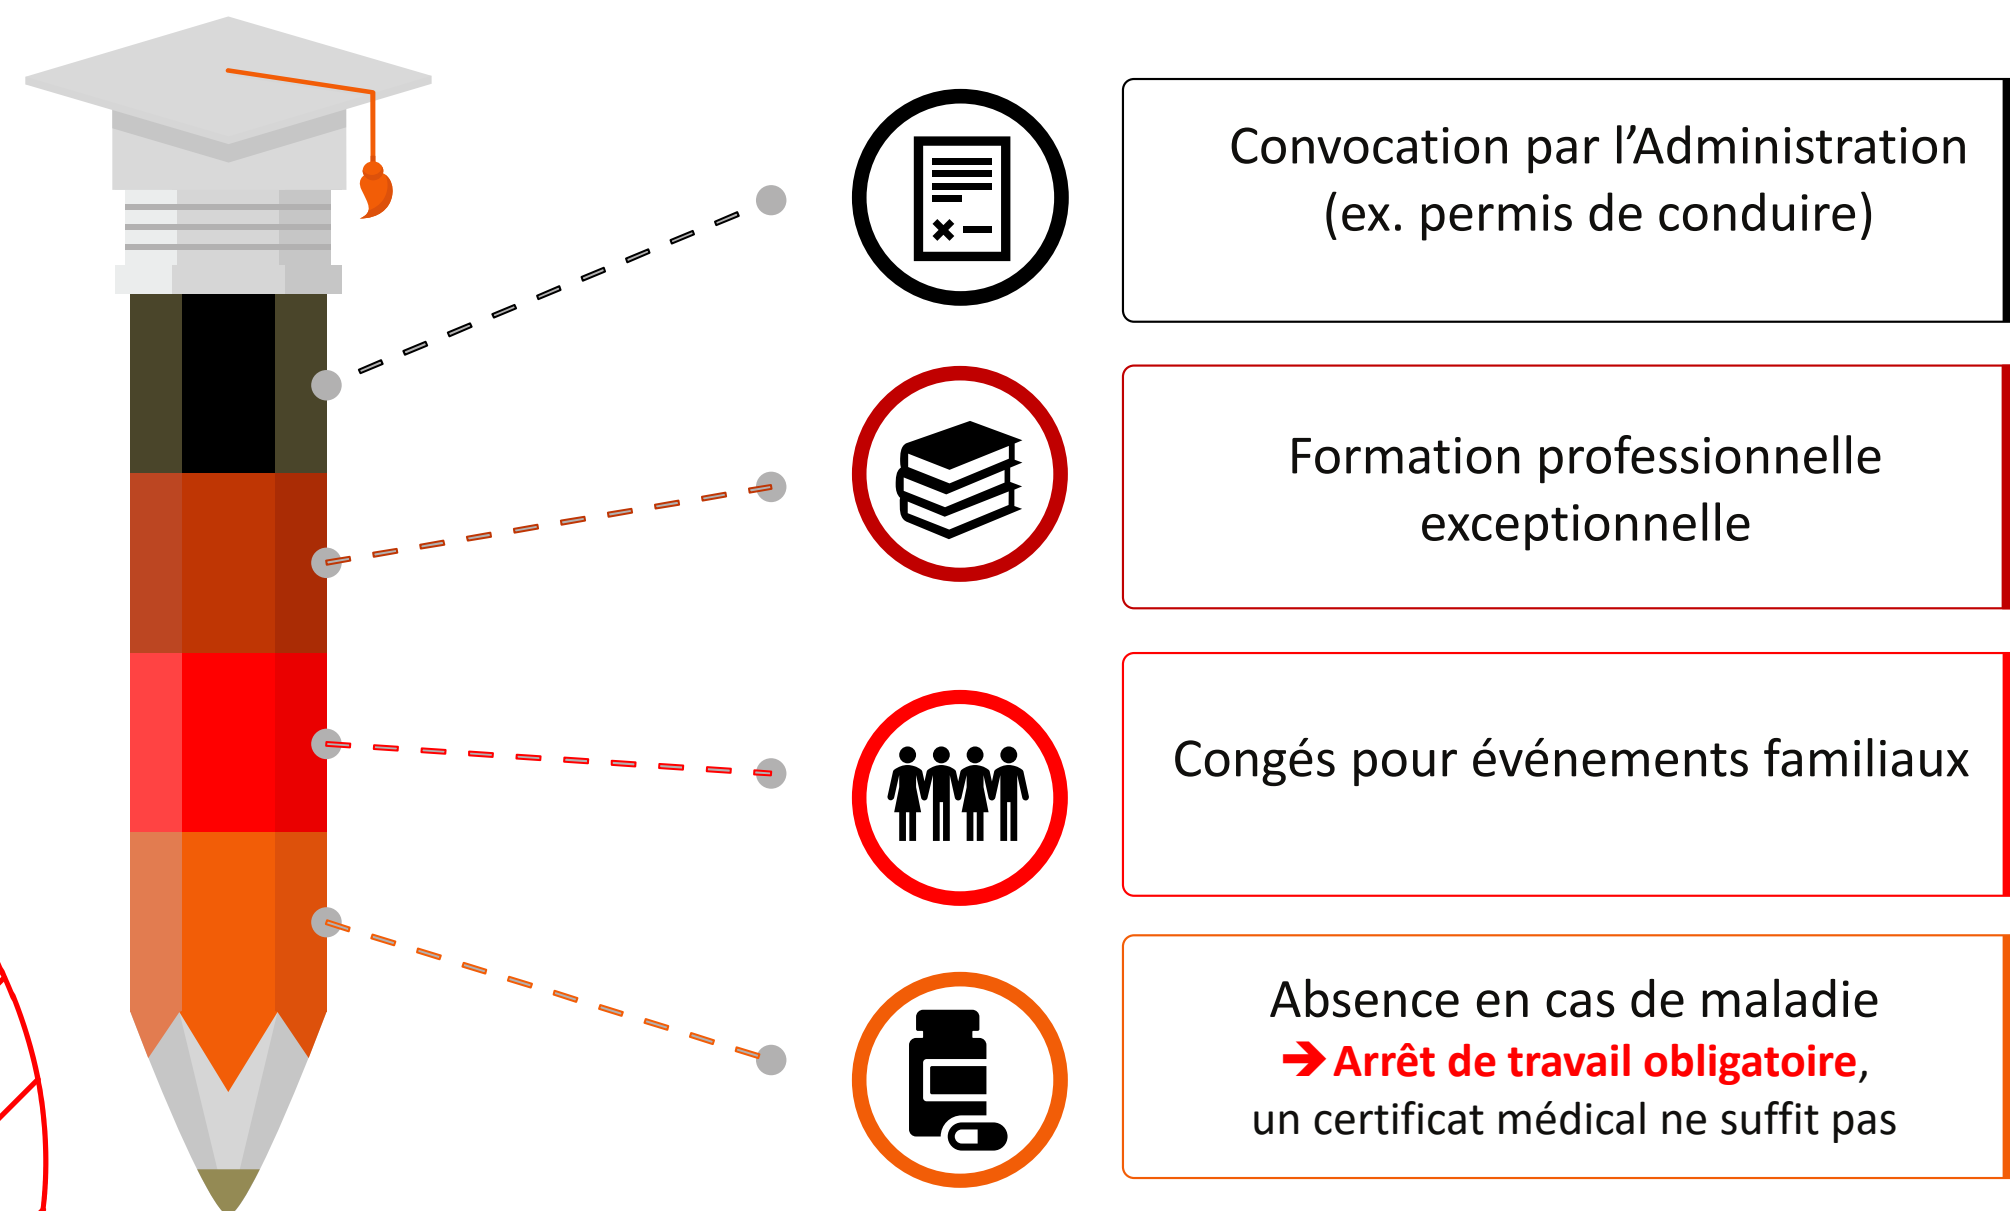 Convocation par l’Administration
(ex. permis de conduire)
Formation professionnelle
exceptionnelle
Congés pour événements familiaux
Absence en cas de maladie
➔ Arrêt de travail obligatoire,
un certificat médical ne suffit pas